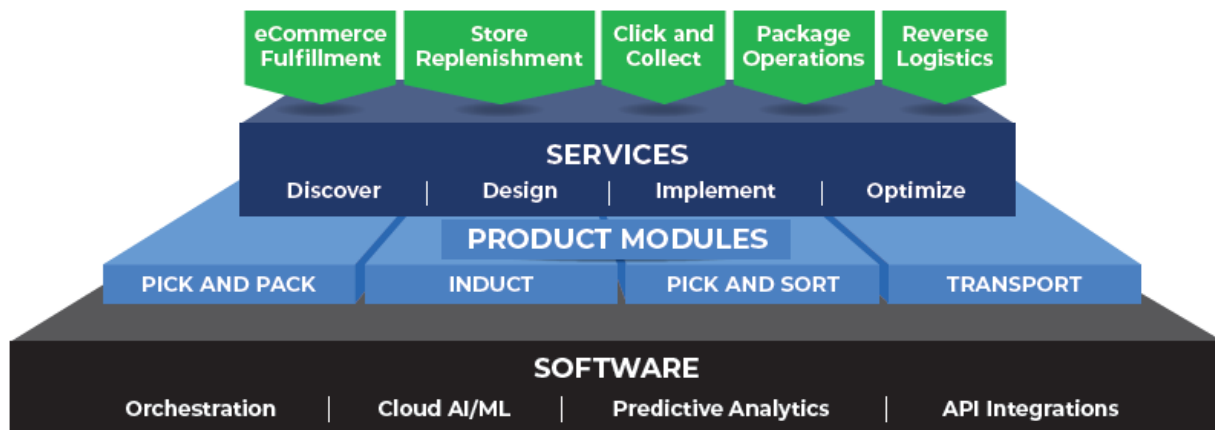 eCommerce
Fulfillment
Store
Replenishment
Click and
Collect
Package
Operations
Reverse
Logistics
SERVICES
Discover | Design | Implement | Optimize
PRODUCT MODULES
PICK AND PACK INDUCT PICK AND SORT TRANSPORT
SOFTWARE
Orchestration | Cloud AI/ML | Predictive Analytics | API Integrations